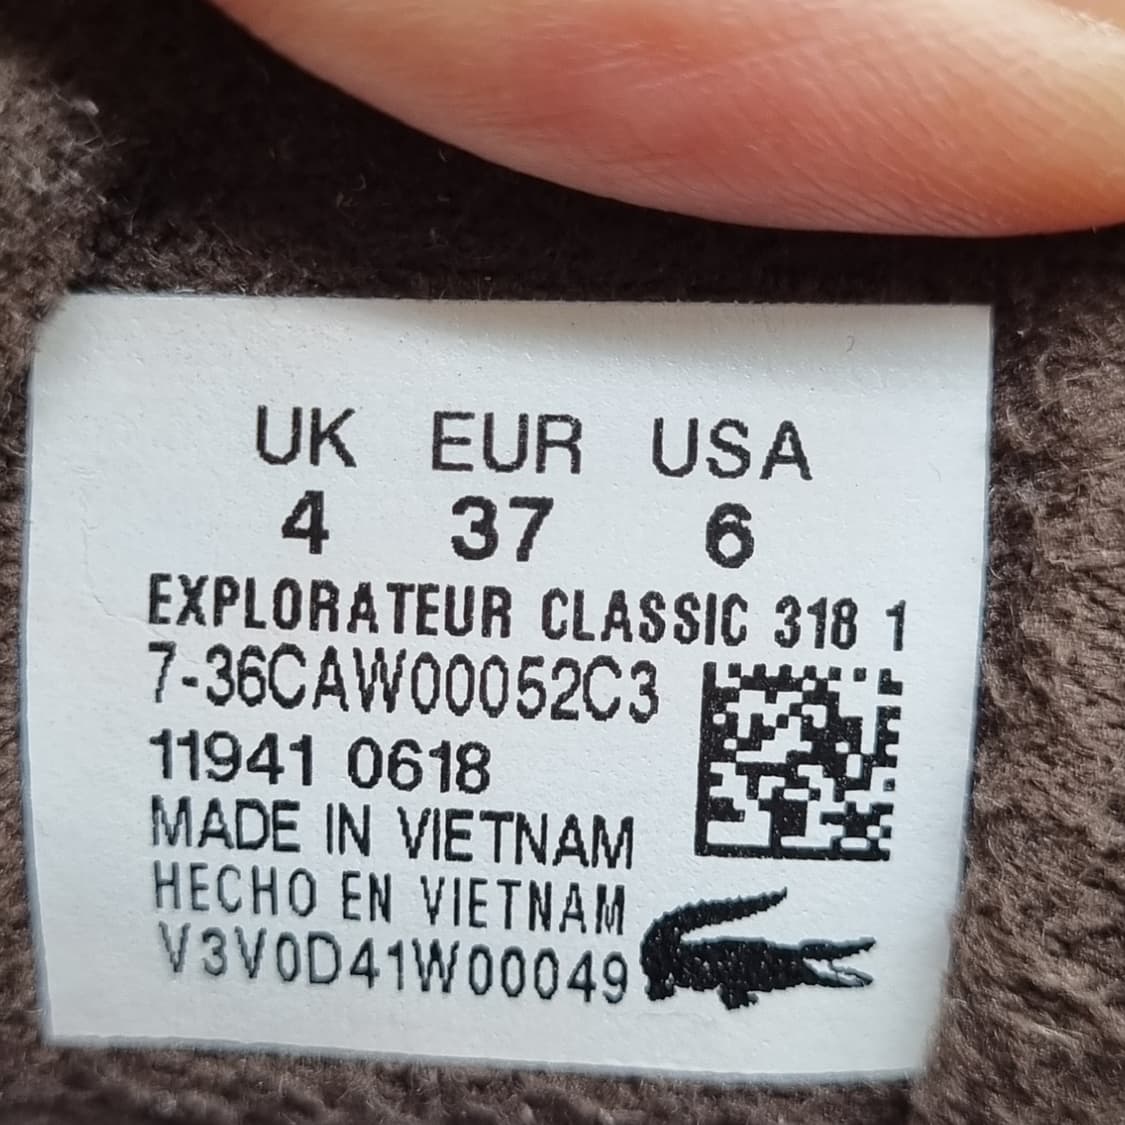 UK EUR USA
4 37 6
EXPLORATEUR CLASSIC 318 1
7-36CAW00052C3
11941 0618
MADE IN VIETNAM
HECHO EN VIETNAM
V3V0D41W00049